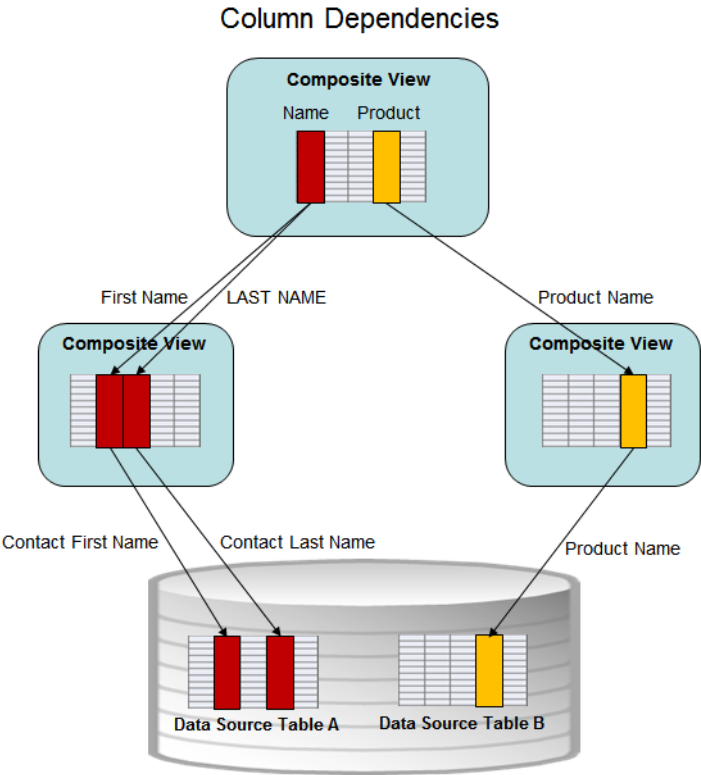 Column Dependencies
Composite View
Name Product
First Name LAST NAME Product Name
Composite View Composite View
Contact First Name Contact Last Name Product Name
Data Source Table A Data Source Table B